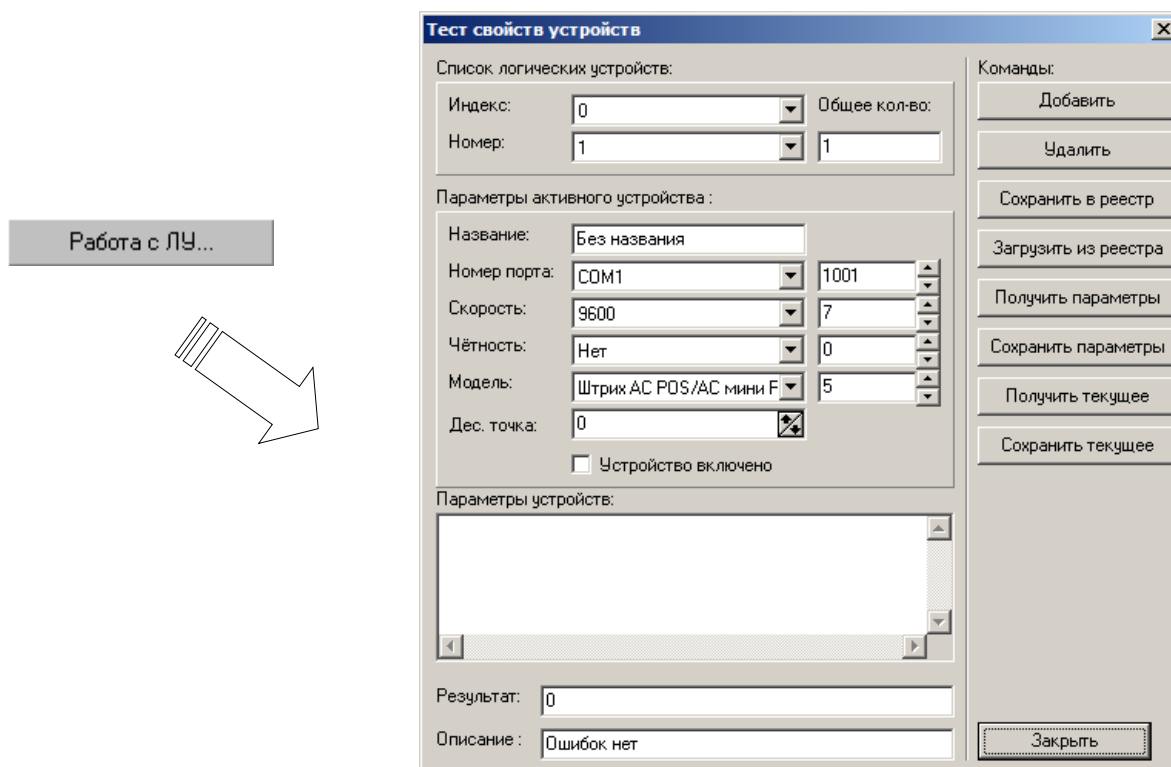 Работа с ЛУ...
Тест свойств устройств
Список логических устройств:
Индекс: 0 Общее кол-во:
Номер: 1 1
Параметры активного устройства :
Название: Без названия
Номер порта: COM1 1001
Скорость: 9600 7
Чётность: Нет 0
Модель: Штрих АС POS/АС мини F 5
Дес. точка: 0
Устройство включено
Параметры устройств:
Результат: 0
Описание : Ошибок нет
Команды:
Добавить
Удалить
Сохранить в реестр
Загрузить из реестра
Получить параметры
Сохранить параметры
Получить текущее
Сохранить текущее
Закрыть